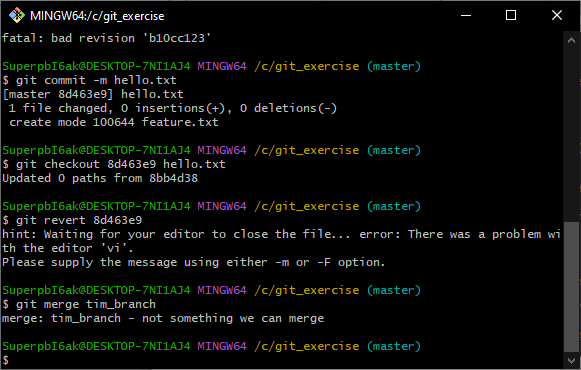 MINGW64:/c/git_exercise
fatal: bad revision 'b10cc123'
SuperpbI6ak@DESKTOP-7NI1AJ4 MINGW64 /c/git_exercise (master)
$ git commit -m hello.txt
[master 8d463e9] hello.txt
 1 file changed, 0 insertions(+), 0 deletions(-)
 create mode 100644 feature.txt
SuperpbI6ak@DESKTOP-7NI1AJ4 MINGW64 /c/git_exercise (master)
$ git checkout 8d463e9 hello.txt
Updated 0 paths from 8bb4d38
SuperpbI6ak@DESKTOP-7NI1AJ4 MINGW64 /c/git_exercise (master)
$ git revert 8d463e9
hint: Waiting for your editor to close the file... error: There was a problem wi
th the editor 'vi'.
Please supply the message using either -m or -F option.
SuperpbI6ak@DESKTOP-7NI1AJ4 MINGW64 /c/git_exercise (master)
$ git merge tim_branch
merge: tim_branch - not something we can merge
SuperpbI6ak@DESKTOP-7NI1AJ4 MINGW64 /c/git_exercise (master)
$